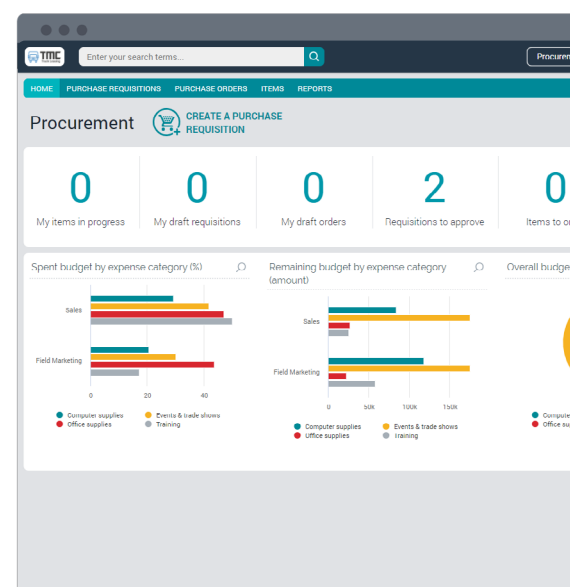 TMC
Enter your search terms...
Procurem
HOME PURCHASE REQUISITIONS PURCHASE ORDERS ITEMS REPORTS
Procurement
CREATE A PURCHASE
REQUISITION
0 0 0 2 0
My items in progress My draft requisitions My draft orders Requisitions to approve Items to o
Spent budget by expense category (%)
Sales
Field Marketing
0 20 40
Computer supplies Events & trade shows
Office supplies Training
Remaining budget by expense category
(amount)
Sales
Field Marketing
0 50k 100k 150k
Computer supplies Events & trade shows
Office supplies Training
Overall budge
Compute
Office su